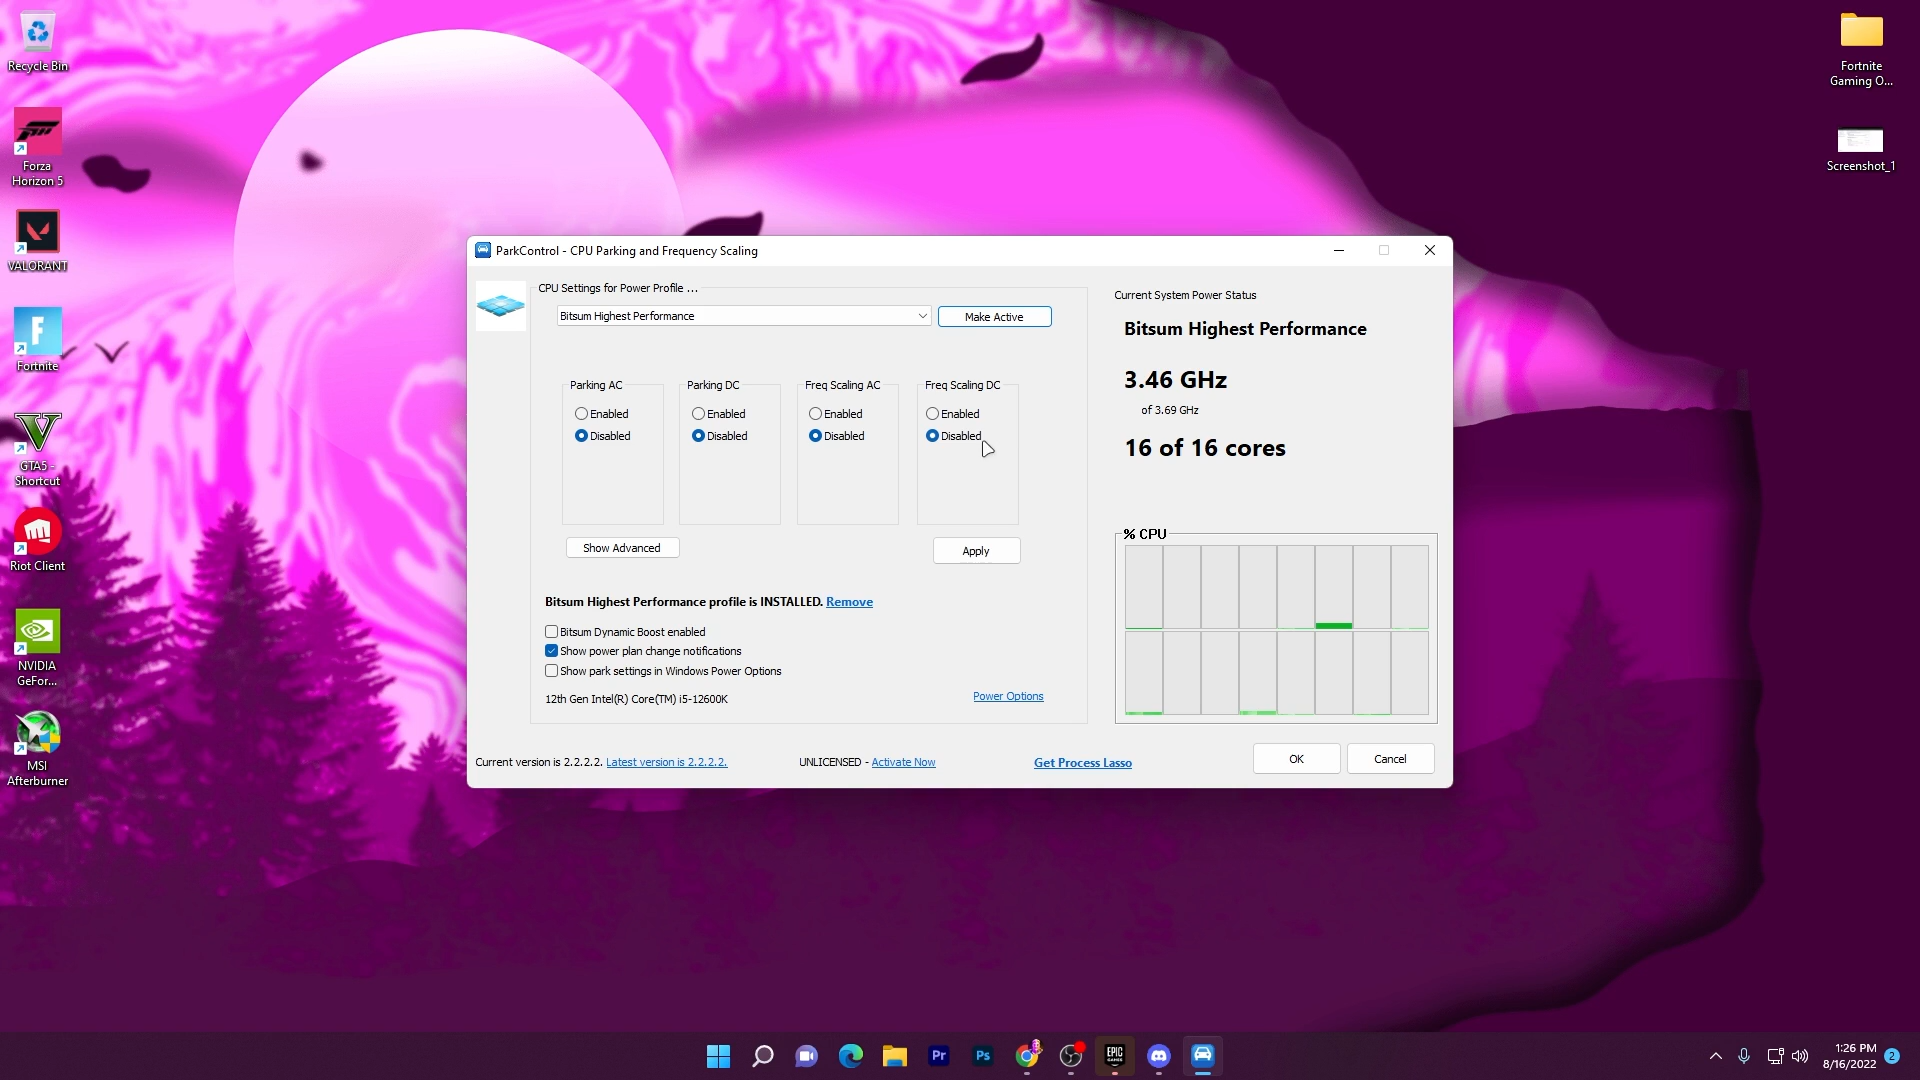 Recycle Bin
Forza
Horizon 5
VALORANT
Fortnite
GTA5 -
Shortcut
Riot Client
NVIDIA
GeFor...
MSI
Afterburner
Fortnite
Gaming O...
Screenshot_1
ParkControl - CPU Parking and Frequency Scaling
CPU Settings for Power Profile ...
Bitsum Highest Performance
Make Active
Parking AC
Enabled
Disabled
Parking DC
Enabled
Disabled
Freq Scaling AC
Enabled
Disabled
Freq Scaling DC
Enabled
Disabled
Show Advanced
Apply
Bitsum Highest Performance profile is INSTALLED. Remove
Bitsum Dynamic Boost enabled
Show power plan change notifications
Show park settings in Windows Power Options
12th Gen Intel(R) Core(TM) i5-12600K
Power Options
Current System Power Status
Bitsum Highest Performance
3.46 GHz
of 3.69 GHz
16 of 16 cores
% CPU
Current version is 2.2.2.2. Latest version is 2.2.2.2.
UNLICENSED - Activate Now
Get Process Lasso
OK
Cancel
Pr
Ps
EPIC
GAMES
1:26 PM
8/16/2022
2